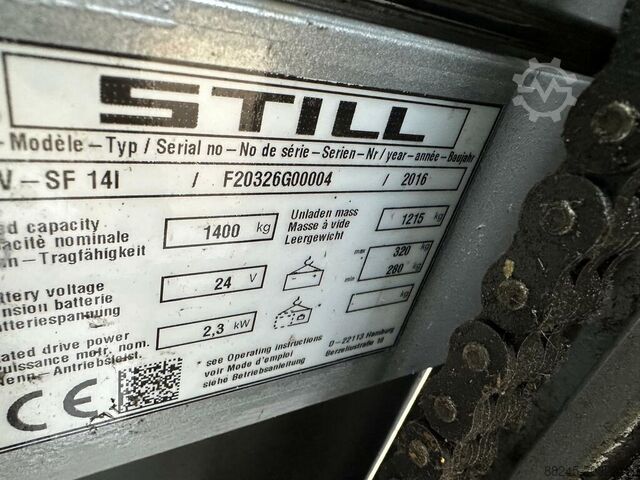 STILL
– Modèle – Typ / Serial no – No de série – Serien – Nr / year – année – Baujahr
V – SF 14I / F20326G00004 / 2016
ed capacity
pacité nominale
n – Tragfähigkeit
1400 kg
Unladen mass
Masse à vide
Leergewicht
1215 kg
ttery voltage
nsion batterie
atteriespannung
24 V
max 320 kg
min 260 kg
kg
ated drive power
uissance motr. nom.
enn – Antriebsleist.
2,3 kW
see Operating instructions
voir Mode d'emploi
siehe Betriebsanleitung
D – 22113 Hamburg
Berzeliusstraße 10
CE